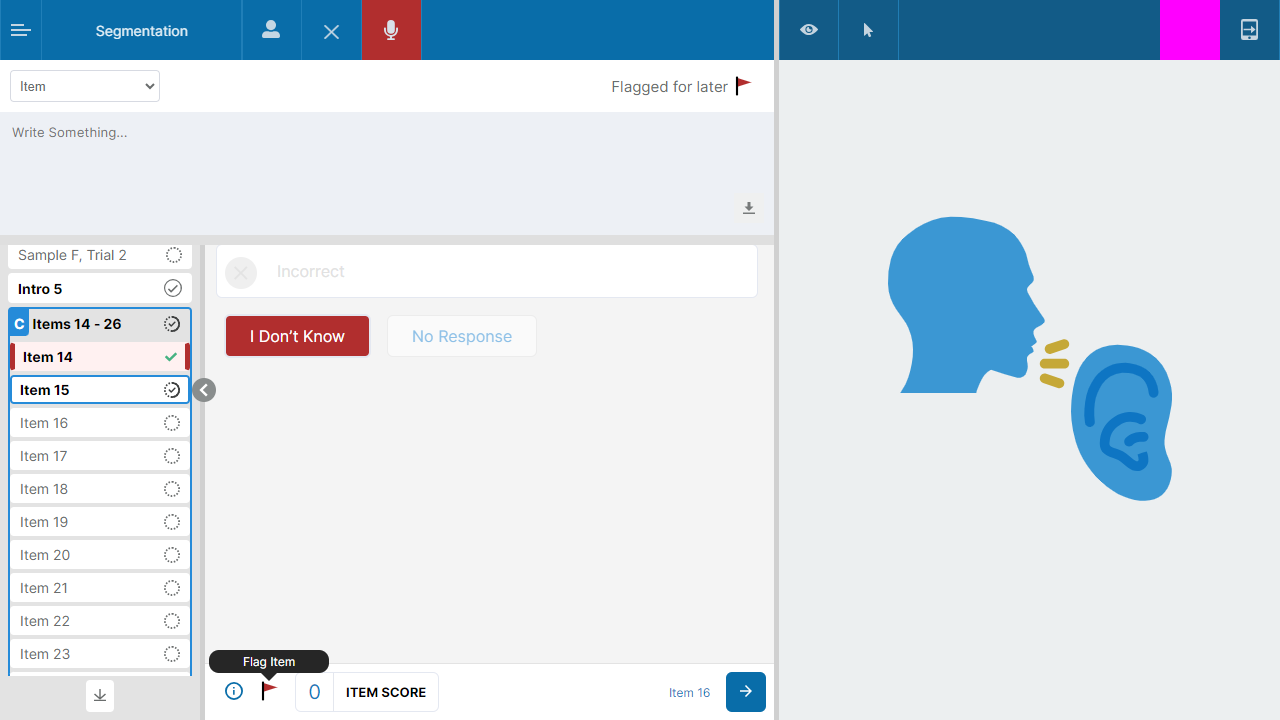 Segmentation
Item
Flagged for later
Write Something...
Sample F, Trial 2
Intro 5
C Items 14 - 26
Item 14
Item 15
Item 16
Item 17
Item 18
Item 19
Item 20
Item 21
Item 22
Item 23
Incorrect
I Don’t Know
No Response
Flag Item
0 ITEM SCORE
Item 16